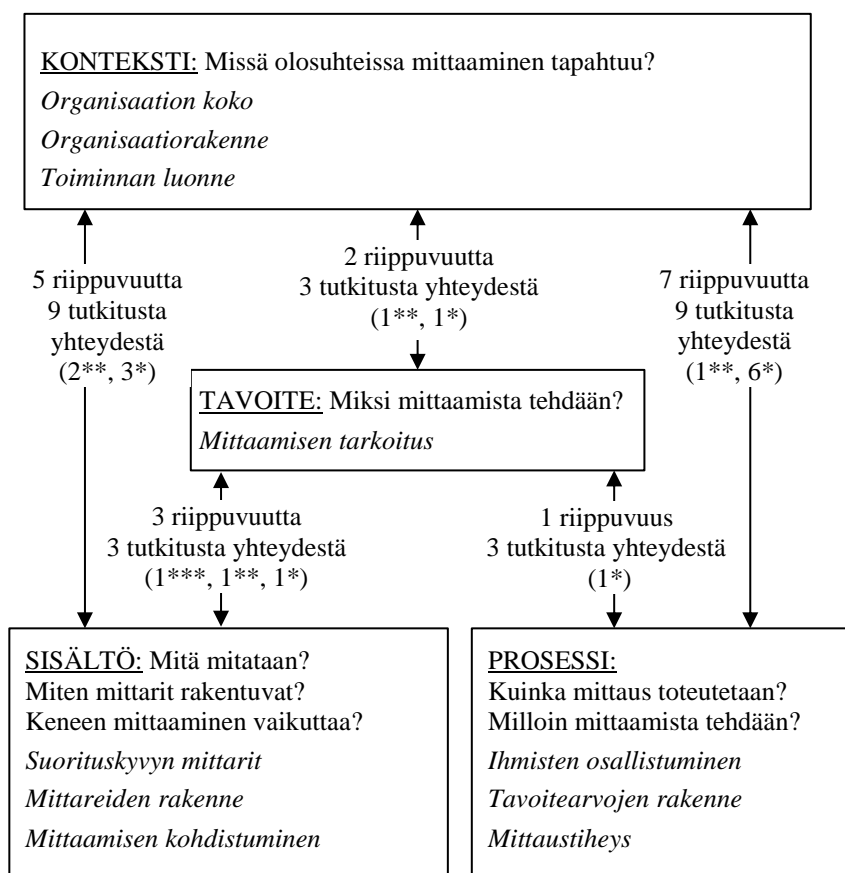 KONTEKSTI: Missä olosuhteissa mittaaminen tapahtuu?
Organisaation koko
Organisaatiorakenne
Toiminnan luonne
5 riippuvuutta
9 tutkitusta
yhteydestä
(2**, 3*)
2 riippuvuutta
3 tutkitusta yhteydestä
(1**, 1*)
7 riippuvuutta
9 tutkitusta
yhteydestä
(1**, 6*)
TAVOITE: Miksi mittaamista tehdään?
Mittaamisen tarkoitus
3 riippuvuutta
3 tutkitusta yhteydestä
(1***, 1**, 1*)
1 riippuvuus
3 tutkitusta yhteydestä
(1*)
SISÄLTÖ: Mitä mitataan?
Miten mittarit rakentuvat?
Keneen mittaaminen vaikuttaa?
Suorituskyvyn mittarit
Mittareiden rakenne
Mittaamisen kohdistuminen
PROSESSI:
Kuinka mittaus toteutetaan?
Milloin mittaamista tehdään?
Ihmisten osallistuminen
Tavoitearvojen rakenne
Mittaustiheys